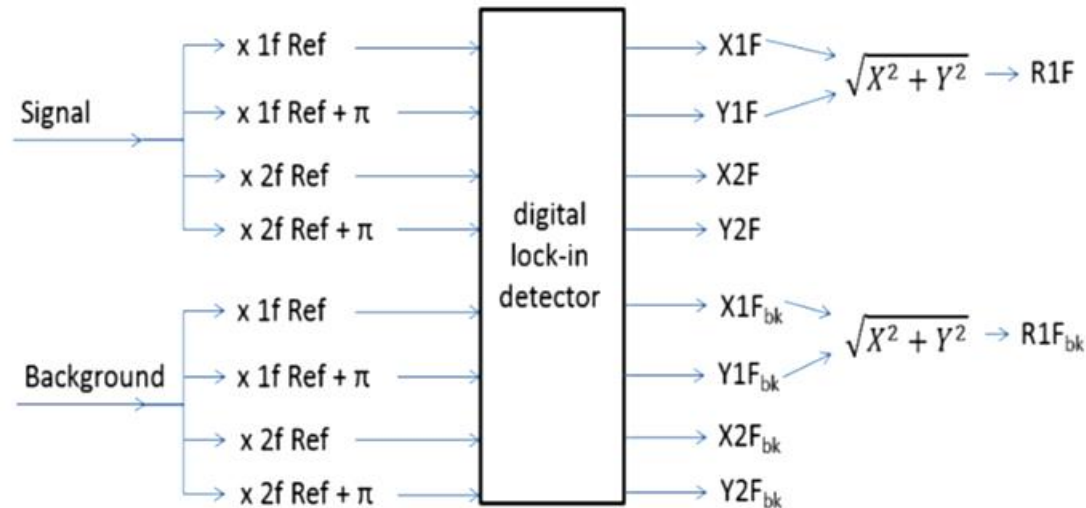 Signal
x 1f Ref
x 1f Ref + π
x 2f Ref
x 2f Ref + π
Background
x 1f Ref
x 1f Ref + π
x 2f Ref
x 2f Ref + π
digital
lock-in
detector
X1F
Y1F
X2F
Y2F
X1F_bk
Y1F_bk
X2F_bk
Y2F_bk
√X² + Y²
R1F
√X² + Y²
R1F_bk